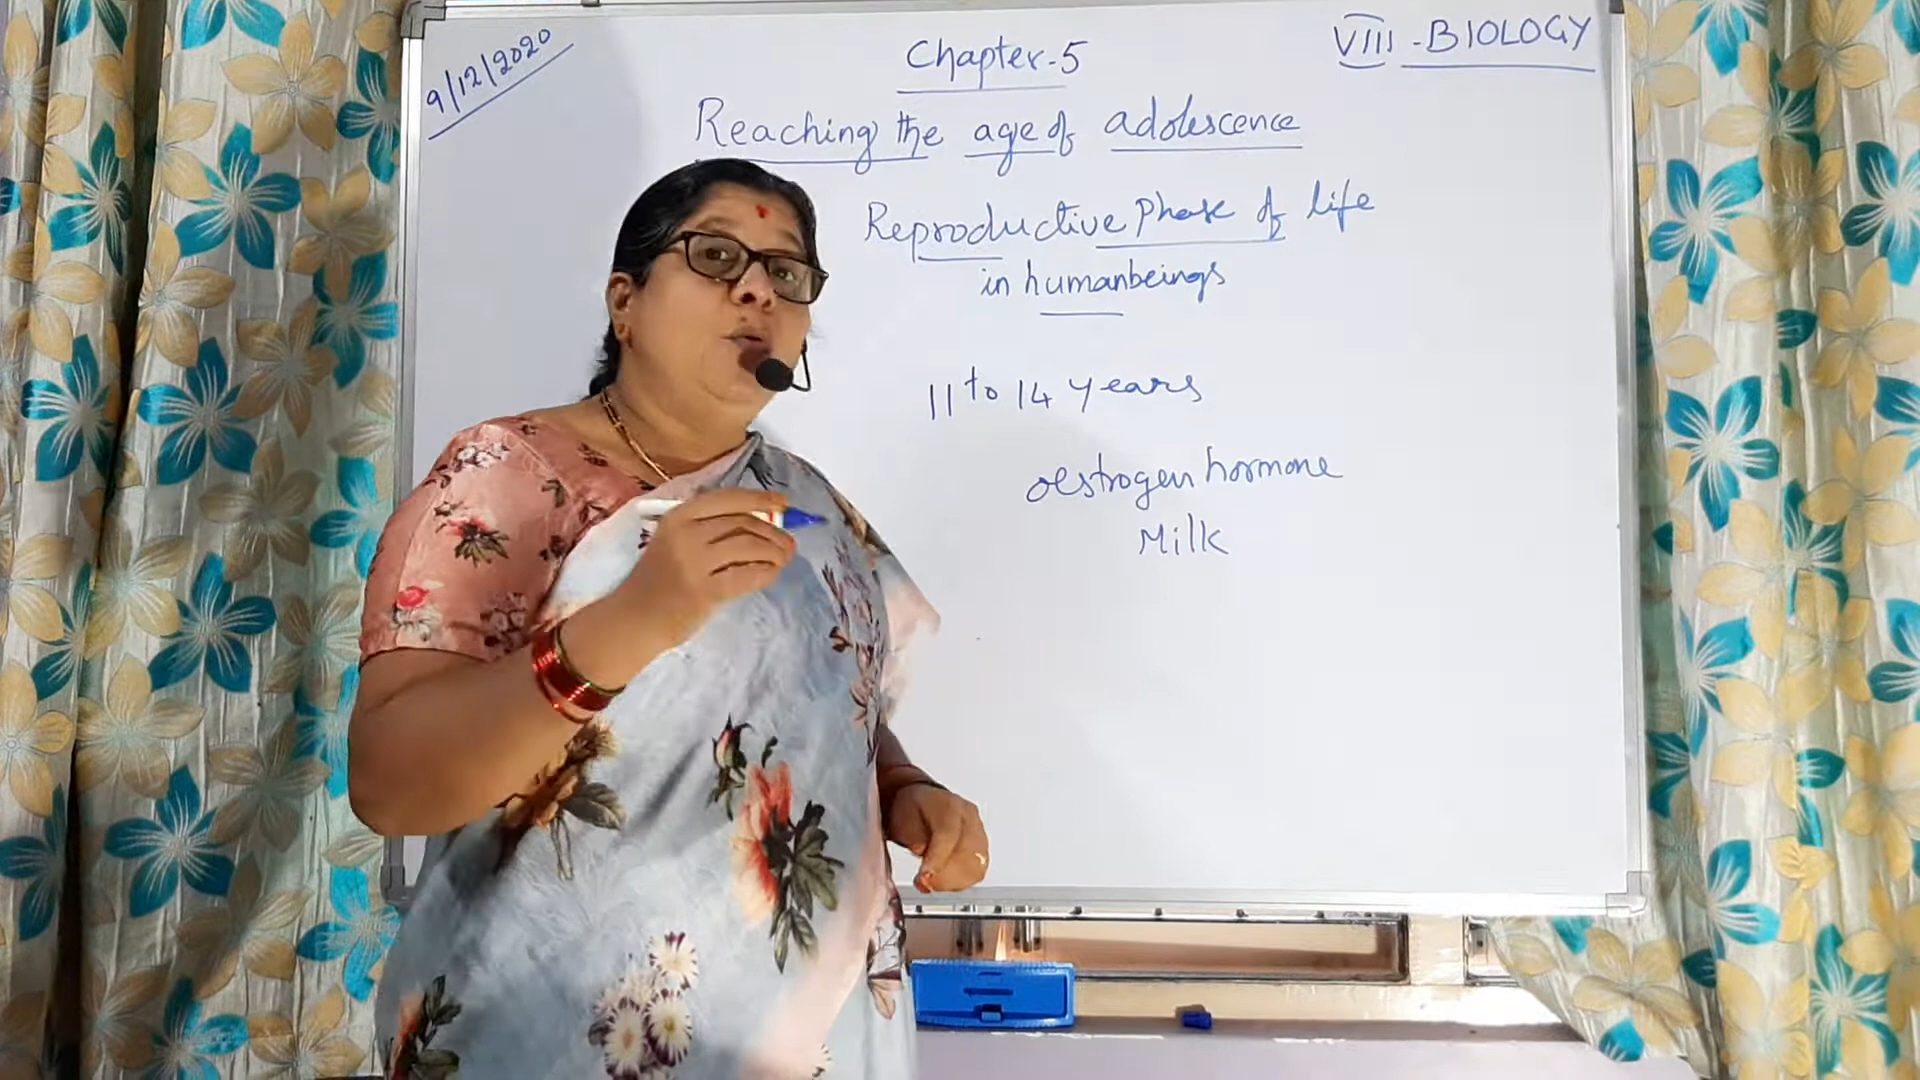 9/12/2020
Chapter-5
VIII - BIOLOGY
Reaching the age of adolescence
Reproductive Phase of life
in humanbeings
11 to 14 years
oestrogen hormone
Milk